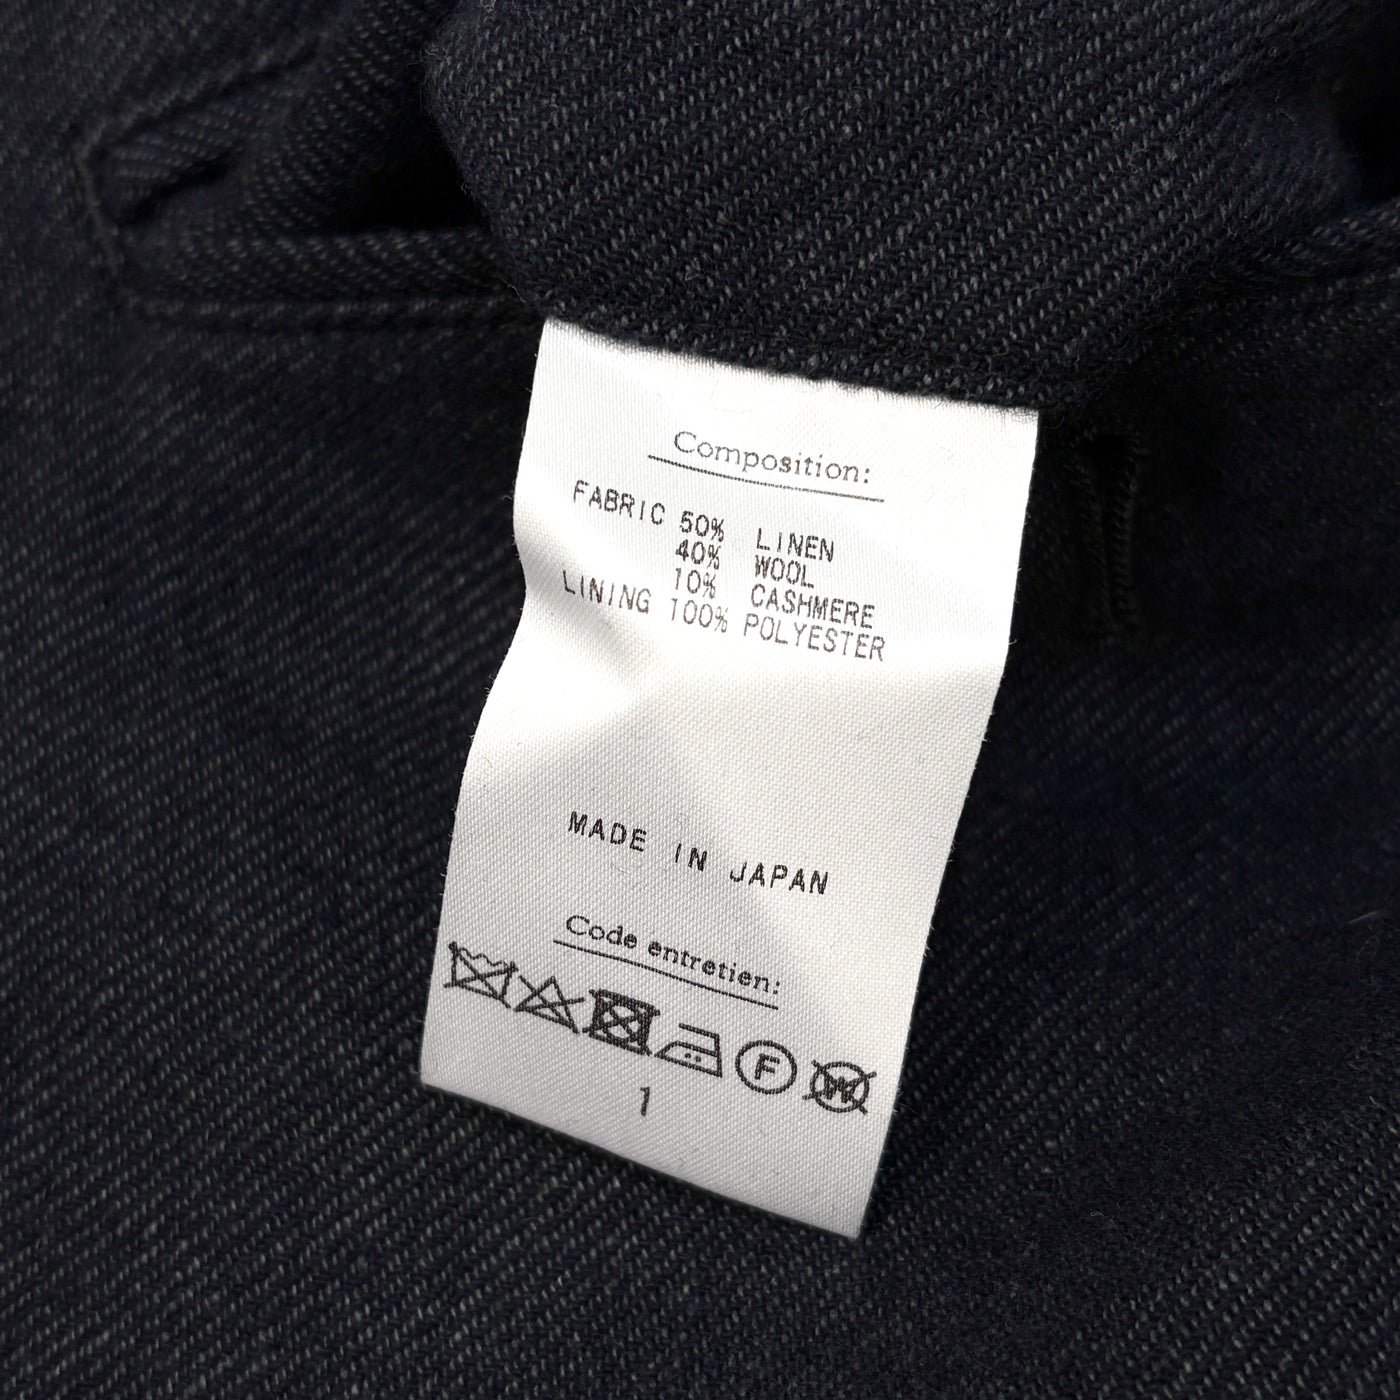 Composition:
FABRIC 50% LINEN
40% WOOL
10% CASHMERE
LINING 100% POLYESTER
MADE IN JAPAN
Code entretien:
F W
1